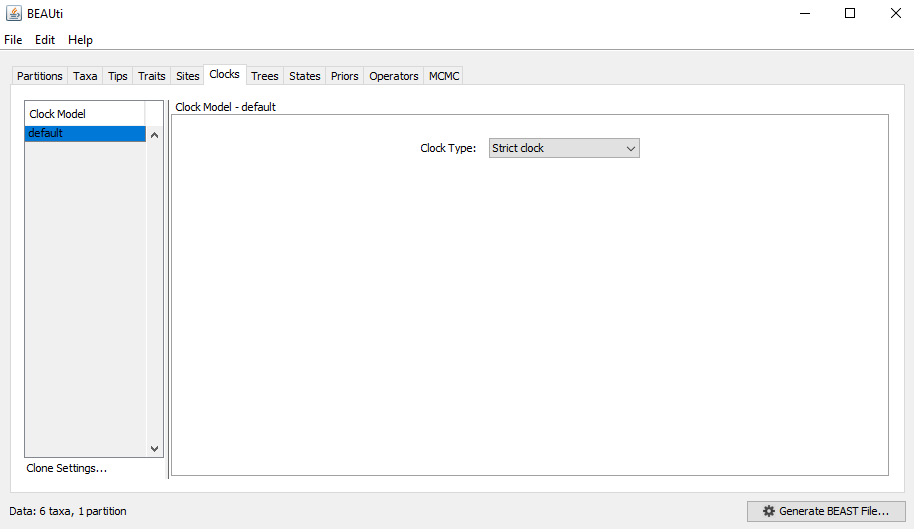 BEAUti
File Edit Help
Partitions Taxa Tips Traits Sites Clocks Trees States Priors Operators MCMC
Clock Model
default
Clock Model - default
Clock Type: Strict clock
Clone Settings...
Data: 6 taxa, 1 partition
Generate BEAST File...